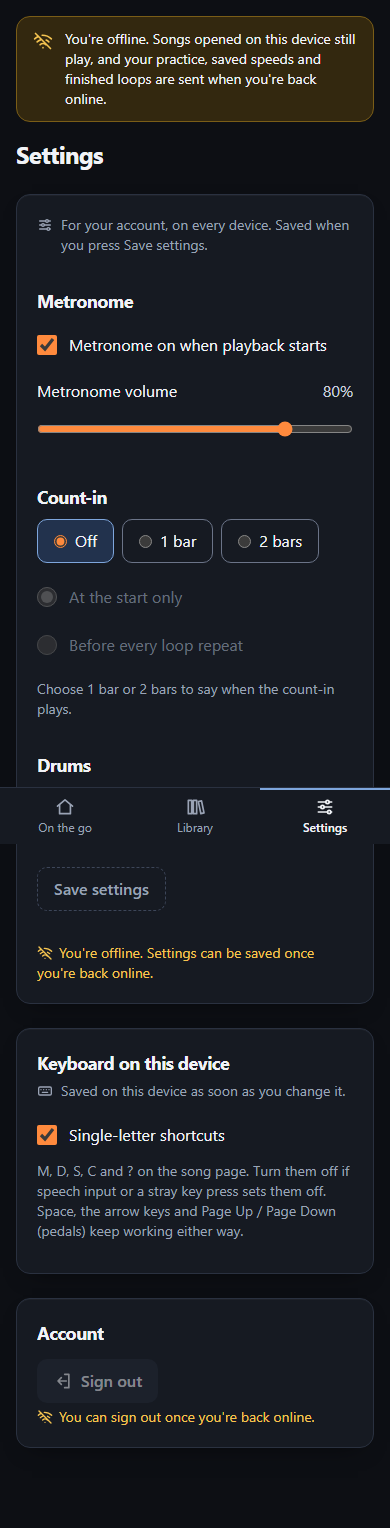 You're offline. Songs opened on this device still
play, and your practice, saved speeds and
finished loops are sent when you're back
online.
Settings
For your account, on every device. Saved when
you press Save settings.
Metronome
Metronome on when playback starts
Metronome volume 80%
Count-in
Off 1 bar 2 bars
At the start only
Before every loop repeat
Choose 1 bar or 2 bars to say when the count-in
plays.
Drums
On the go Library Settings
Save settings
You're offline. Settings can be saved once
you're back online.
Keyboard on this device
Saved on this device as soon as you change it.
Single-letter shortcuts
M, D, S, C and ? on the song page. Turn them off if
speech input or a stray key press sets them off.
Space, the arrow keys and Page Up / Page Down
(pedals) keep working either way.
Account
Sign out
You can sign out once you're back online.